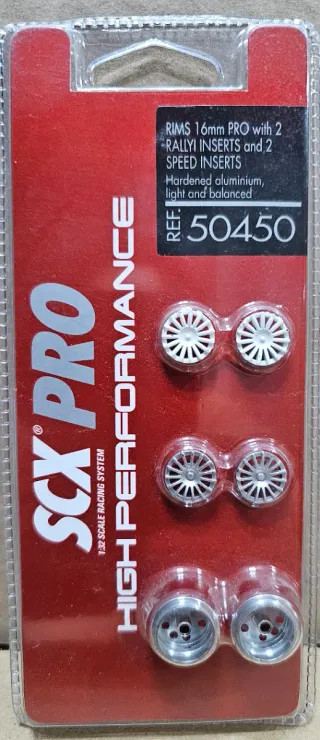 RIMS 16mm PRO with 2
RALLYI INSERTS and 2
SPEED INSERTS
Hardened aluminium,
light and balanced
REF. 50450
SCX® PRO
1:32 SCALE RACING SYSTEM
HIGH PERFORMANCE